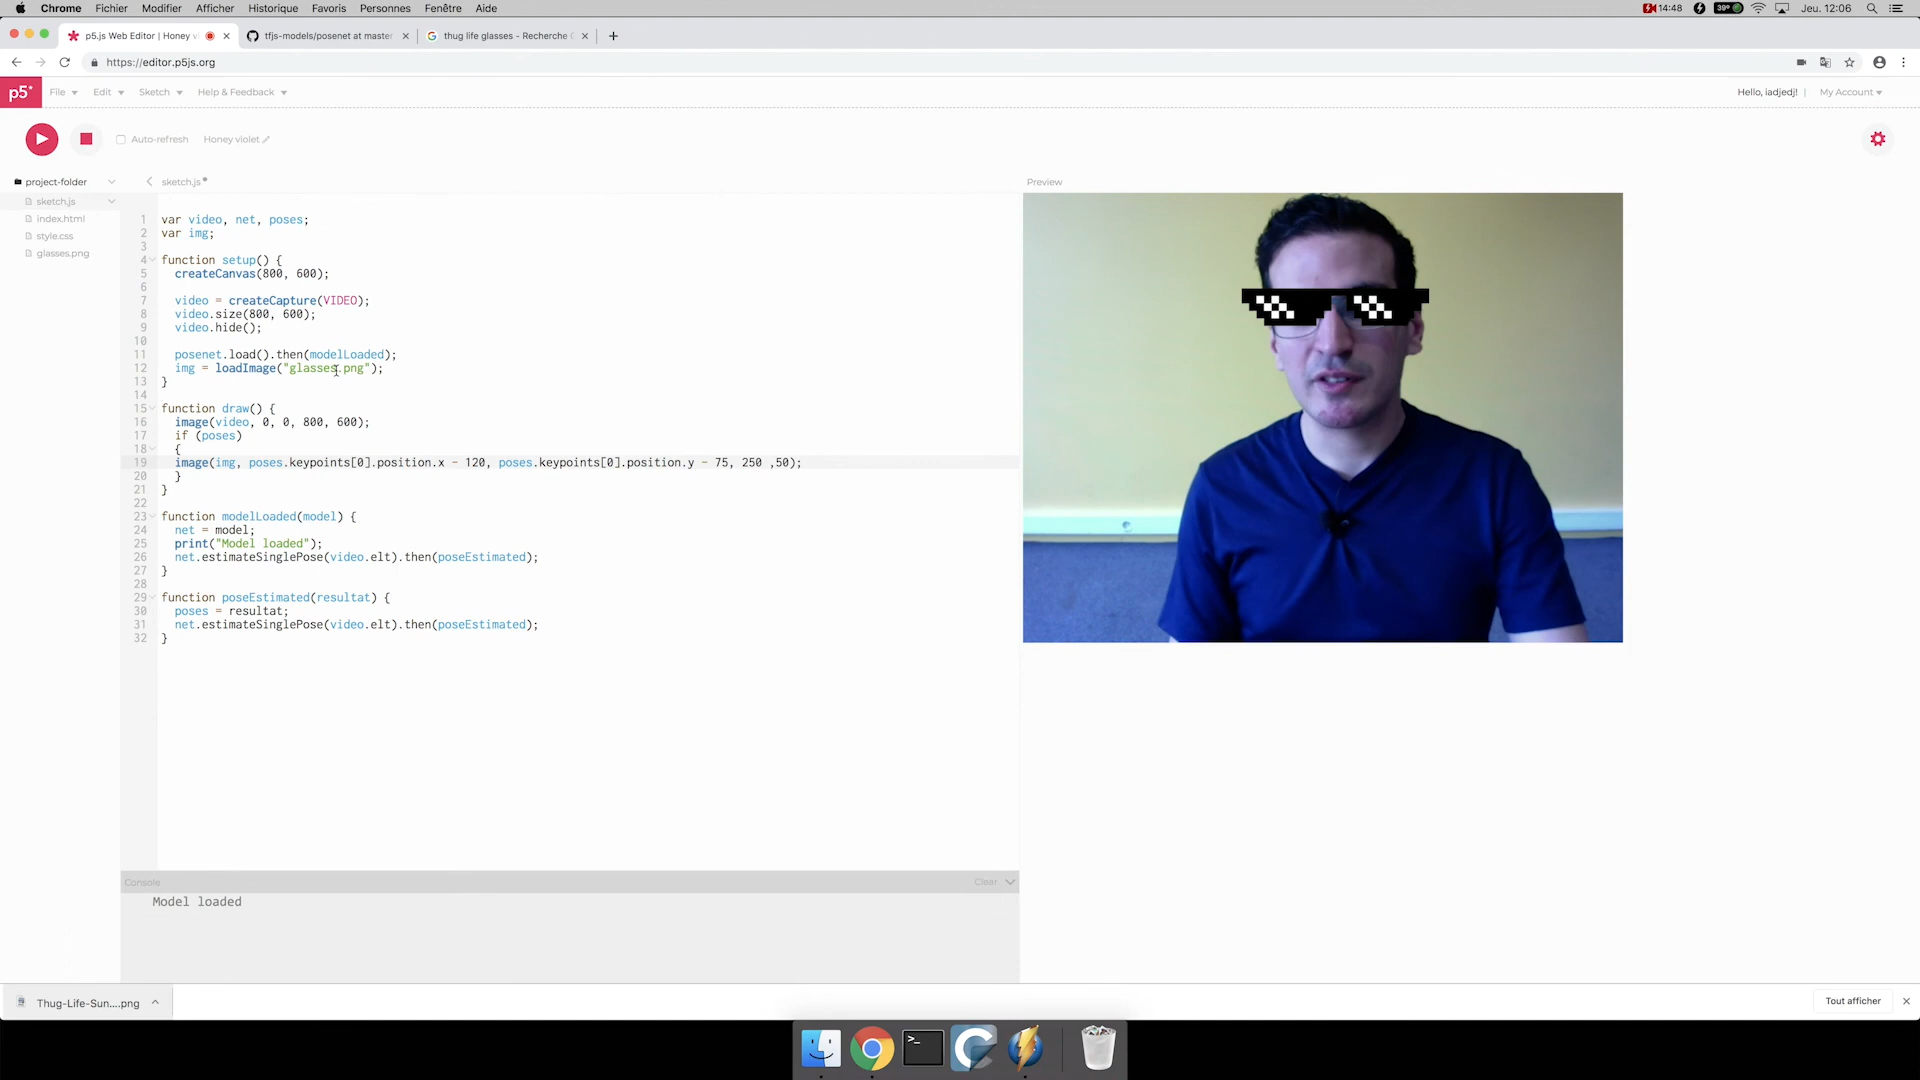 Chrome Fichier Modifier Afficher Historique Favoris Personnes Fenêtre Aide 14:48 39° Jeu. 12:06
p5.js Web Editor | Honey v tfjs-models/posenet at master thug life glasses - Recherche
https://editor.p5js.org
p5* File Edit Sketch Help & Feedback Hello, iadjedj! | My Account
Auto-refresh Honey violet
project-folder sketch.js Preview
sketch.js
index.html
style.css
glasses.png
1 var video, net, poses;
2 var img;
3
4 function setup() {
5 createCanvas(800, 600);
6
7 video = createCapture(VIDEO);
8 video.size(800, 600);
9 video.hide();
10
11 posenet.load().then(modelLoaded);
12 img = loadImage("glasses.png");
13 }
14
15 function draw() {
16 image(video, 0, 0, 800, 600);
17 if (poses)
18 {
19 image(img, poses.keypoints[0].position.x - 120, poses.keypoints[0].position.y - 75, 250 ,50);
20 }
21 }
22
23 function modelLoaded(model) {
24 net = model;
25 print("Model loaded");
26 net.estimateSinglePose(video.elt).then(poseEstimated);
27 }
28
29 function poseEstimated(resultat) {
30 poses = resultat;
31 net.estimateSinglePose(video.elt).then(poseEstimated);
32 }
Console Clear
Model loaded
Thug-Life-Sun....png Tout afficher
>_